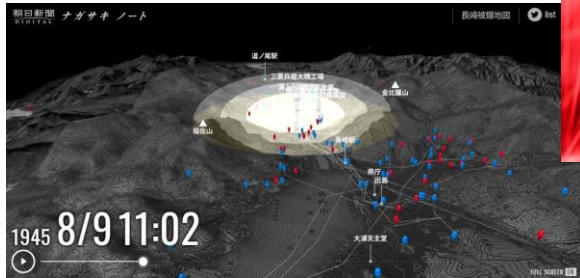 朝日新聞
DIGITAL
ナガサキ ノート
長崎被爆地図
list
道ノ尾駅
三菱兵器大橋工場
金比羅山
稲佐山
長崎駅
県庁
出島
大浦天主堂
1945 8/9 11:02
FULL SCREEN